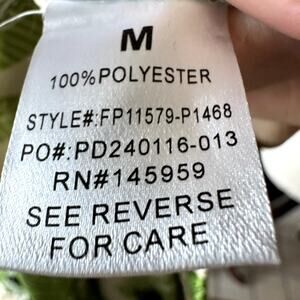 M
100%POLYESTER
STYLE#:FP11579-P1468
PO#:PD240116-013
RN#145959
SEE REVERSE
FOR CARE